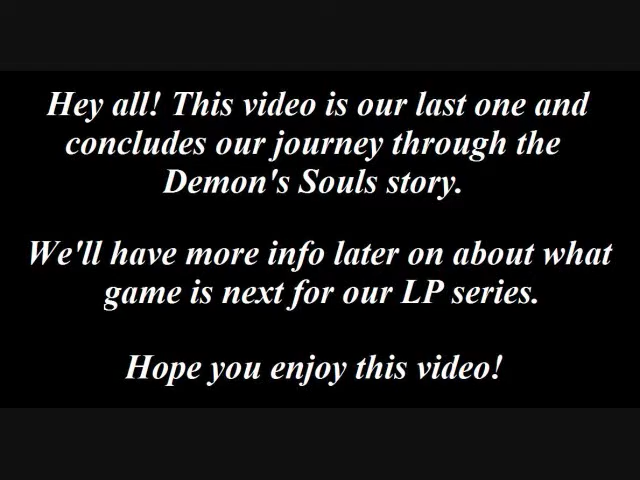 Hey all! This video is our last one and
concludes our journey through the
Demon's Souls story.
We'll have more info later on about what
game is next for our LP series.
Hope you enjoy this video!